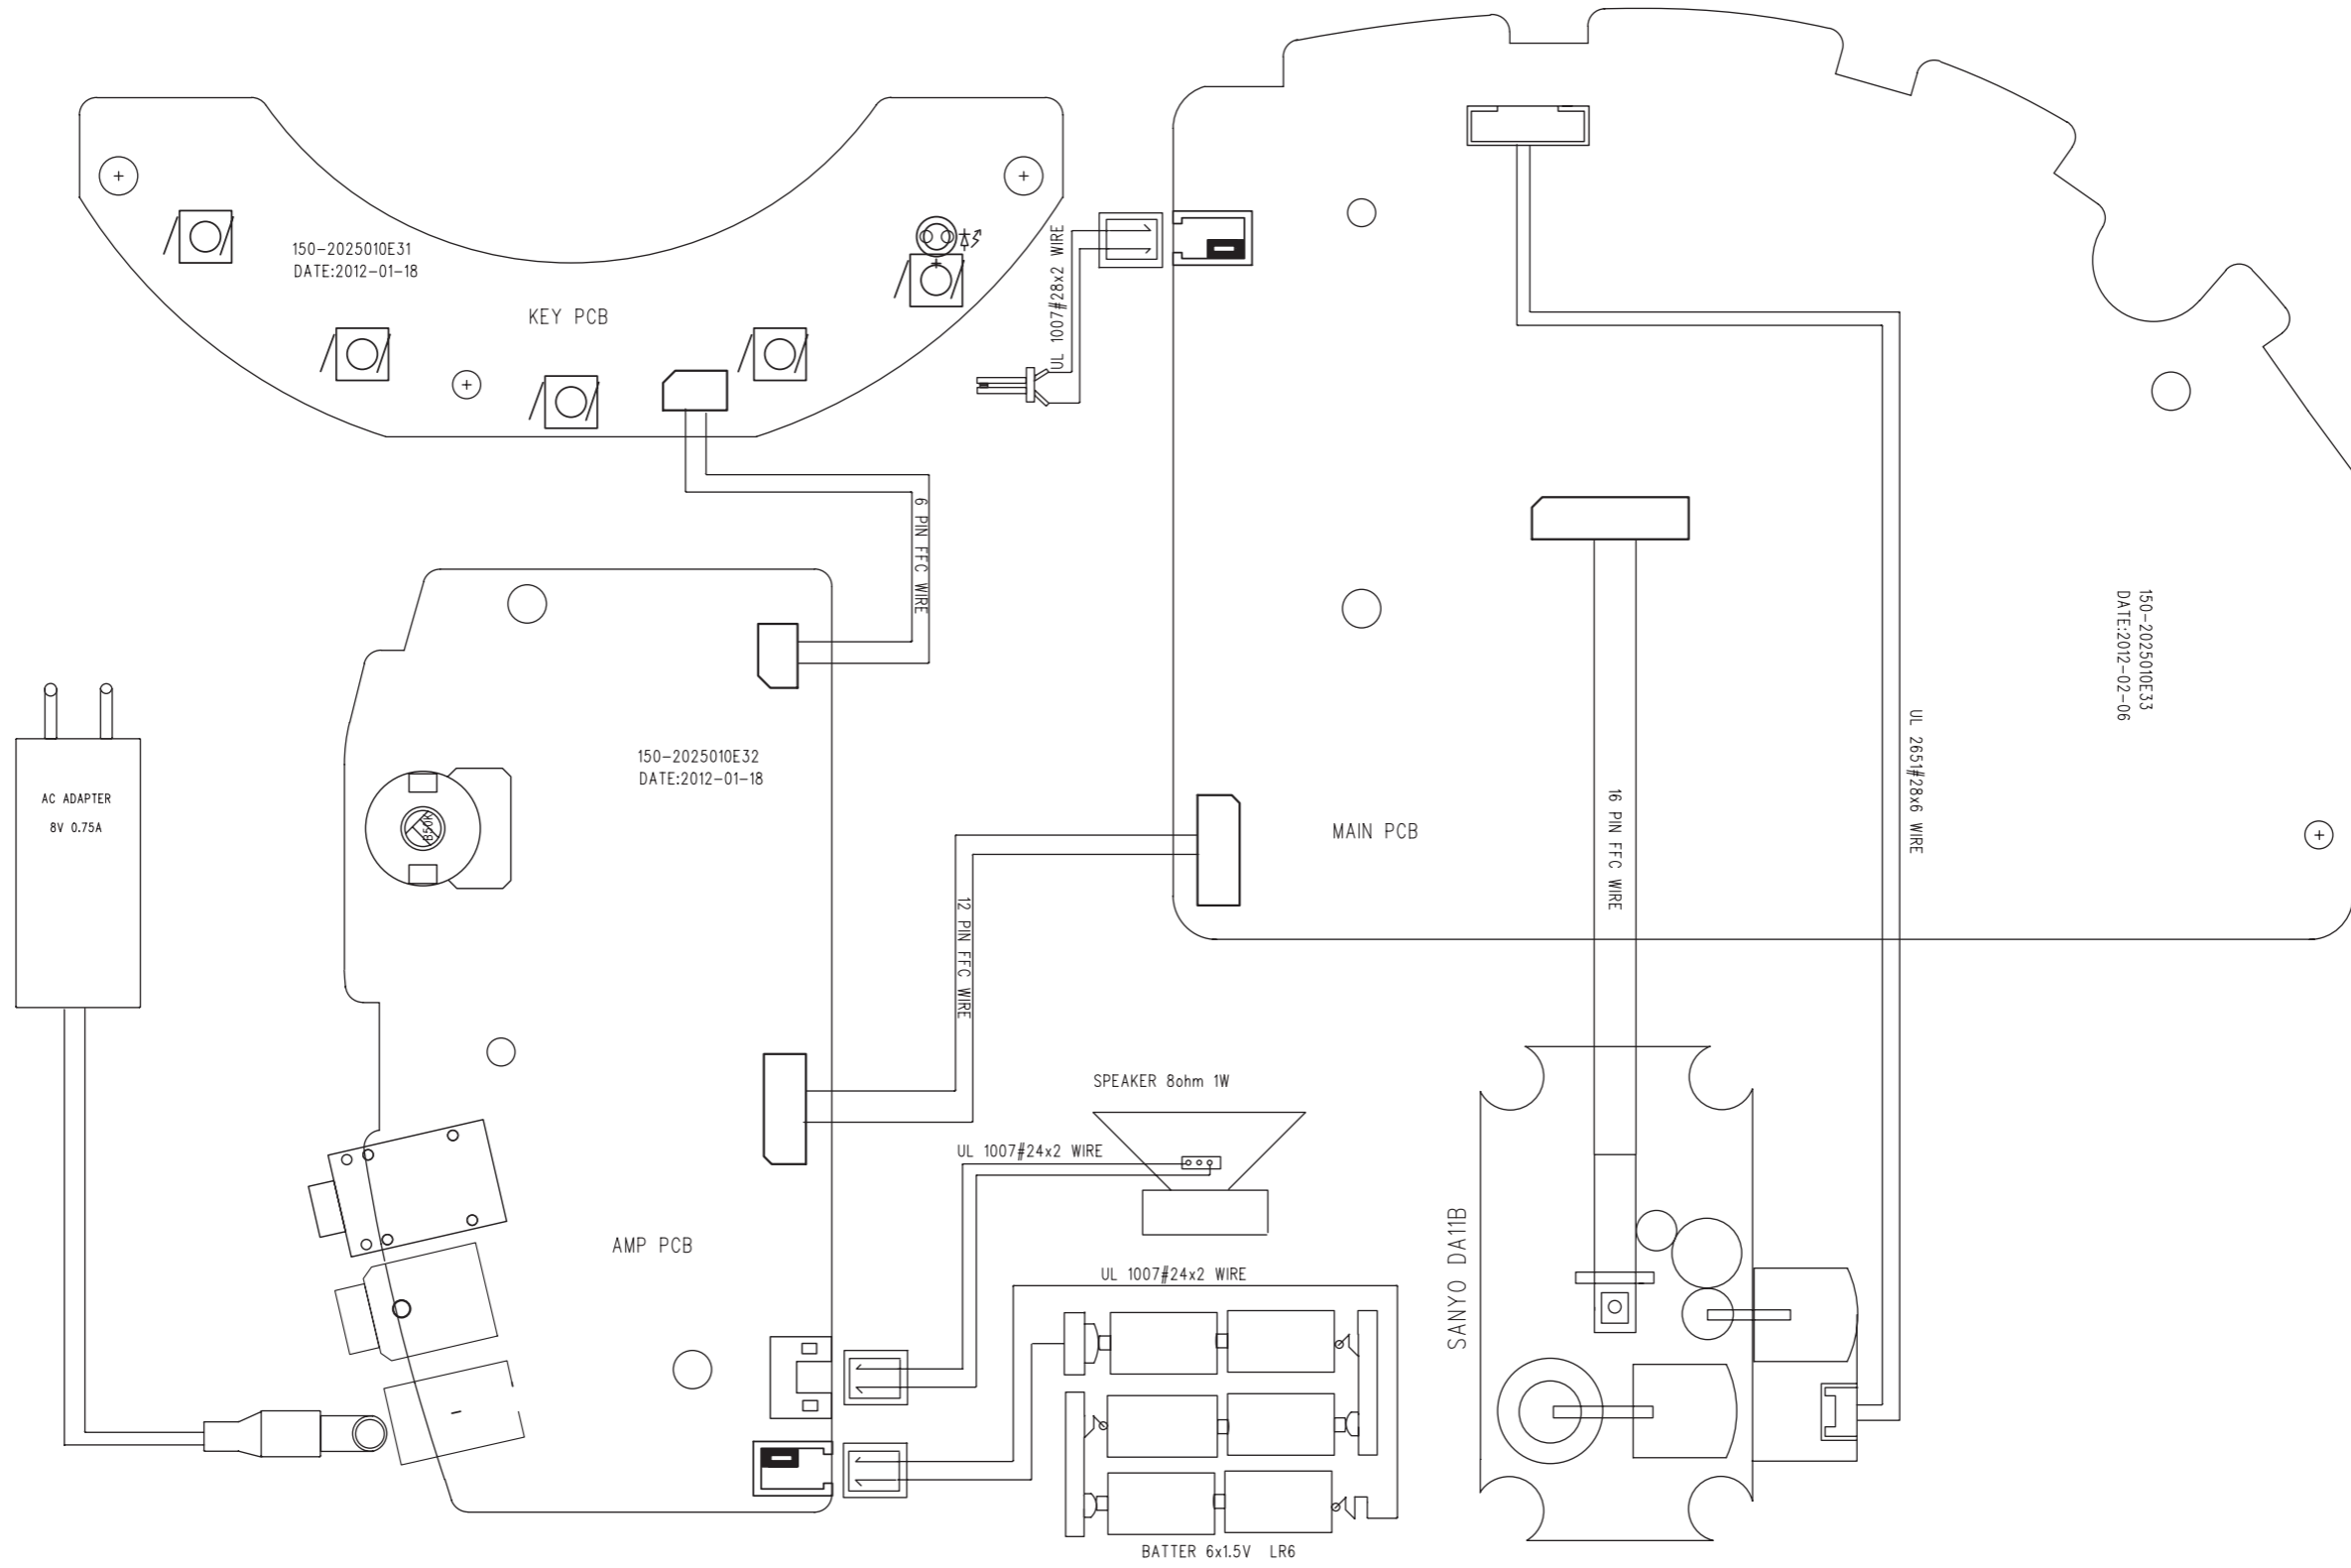 150-2025010E31
DATE:2012-01-18
KEY PCB
UL 1007#28x2 WIRE
6 PIN FFC WIRE
150-2025010E33
DATE:2012-02-06
UL 2651#28x6 WIRE
16 PIN FFC WIRE
MAIN PCB
150-2025010E32
DATE:2012-01-18
AC ADAPTER
8V 0.75A
B50K
12 PIN FFC WIRE
SPEAKER 8ohm 1W
UL 1007#24x2 WIRE
AMP PCB
UL 1007#24x2 WIRE
SANYO DA11B
BATTER 6x1.5V LR6